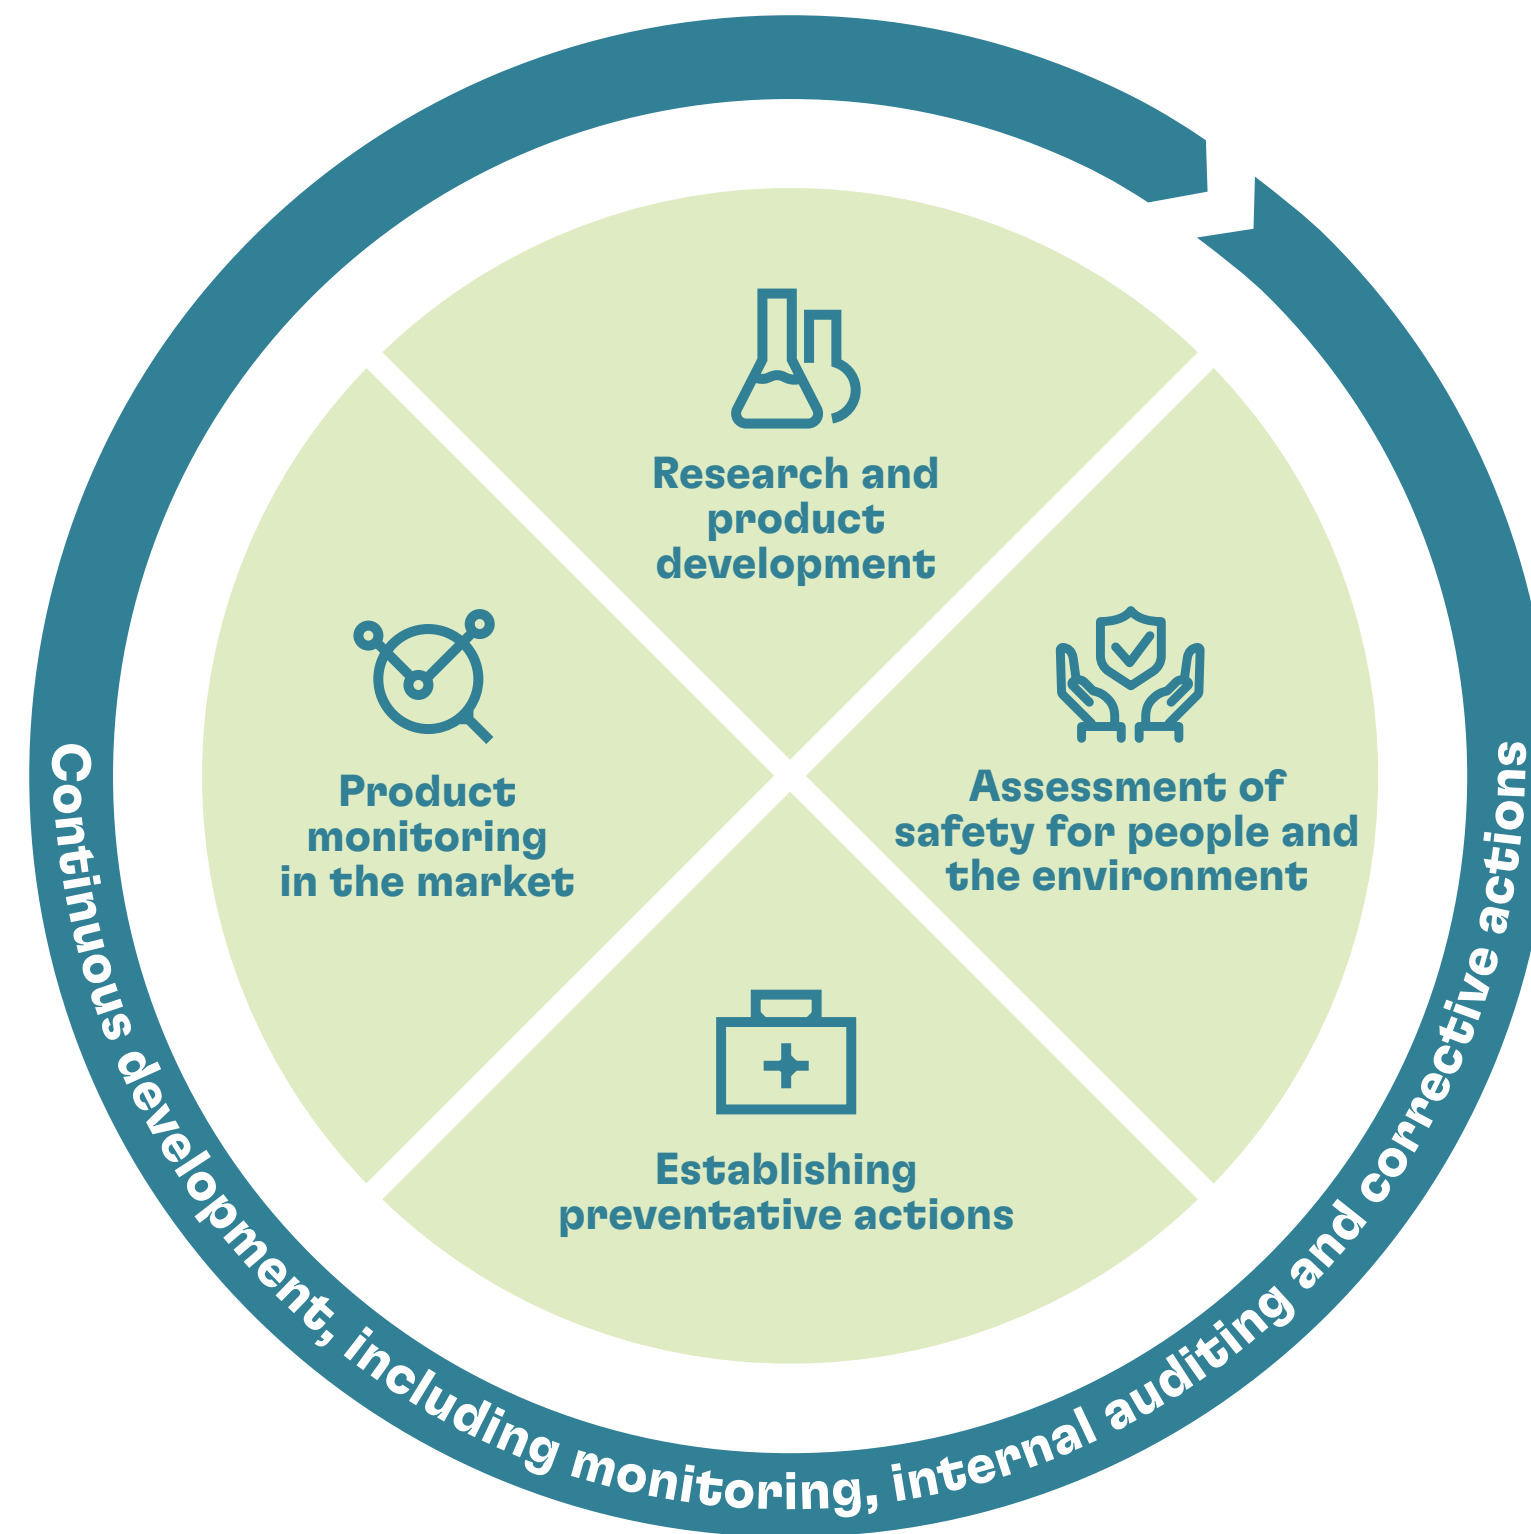 Research and
product
development
Assessment of
safety for people and
the environment
Establishing
preventative actions
Product
monitoring
in the market
Continuous development, including monitoring, internal auditing and corrective actions